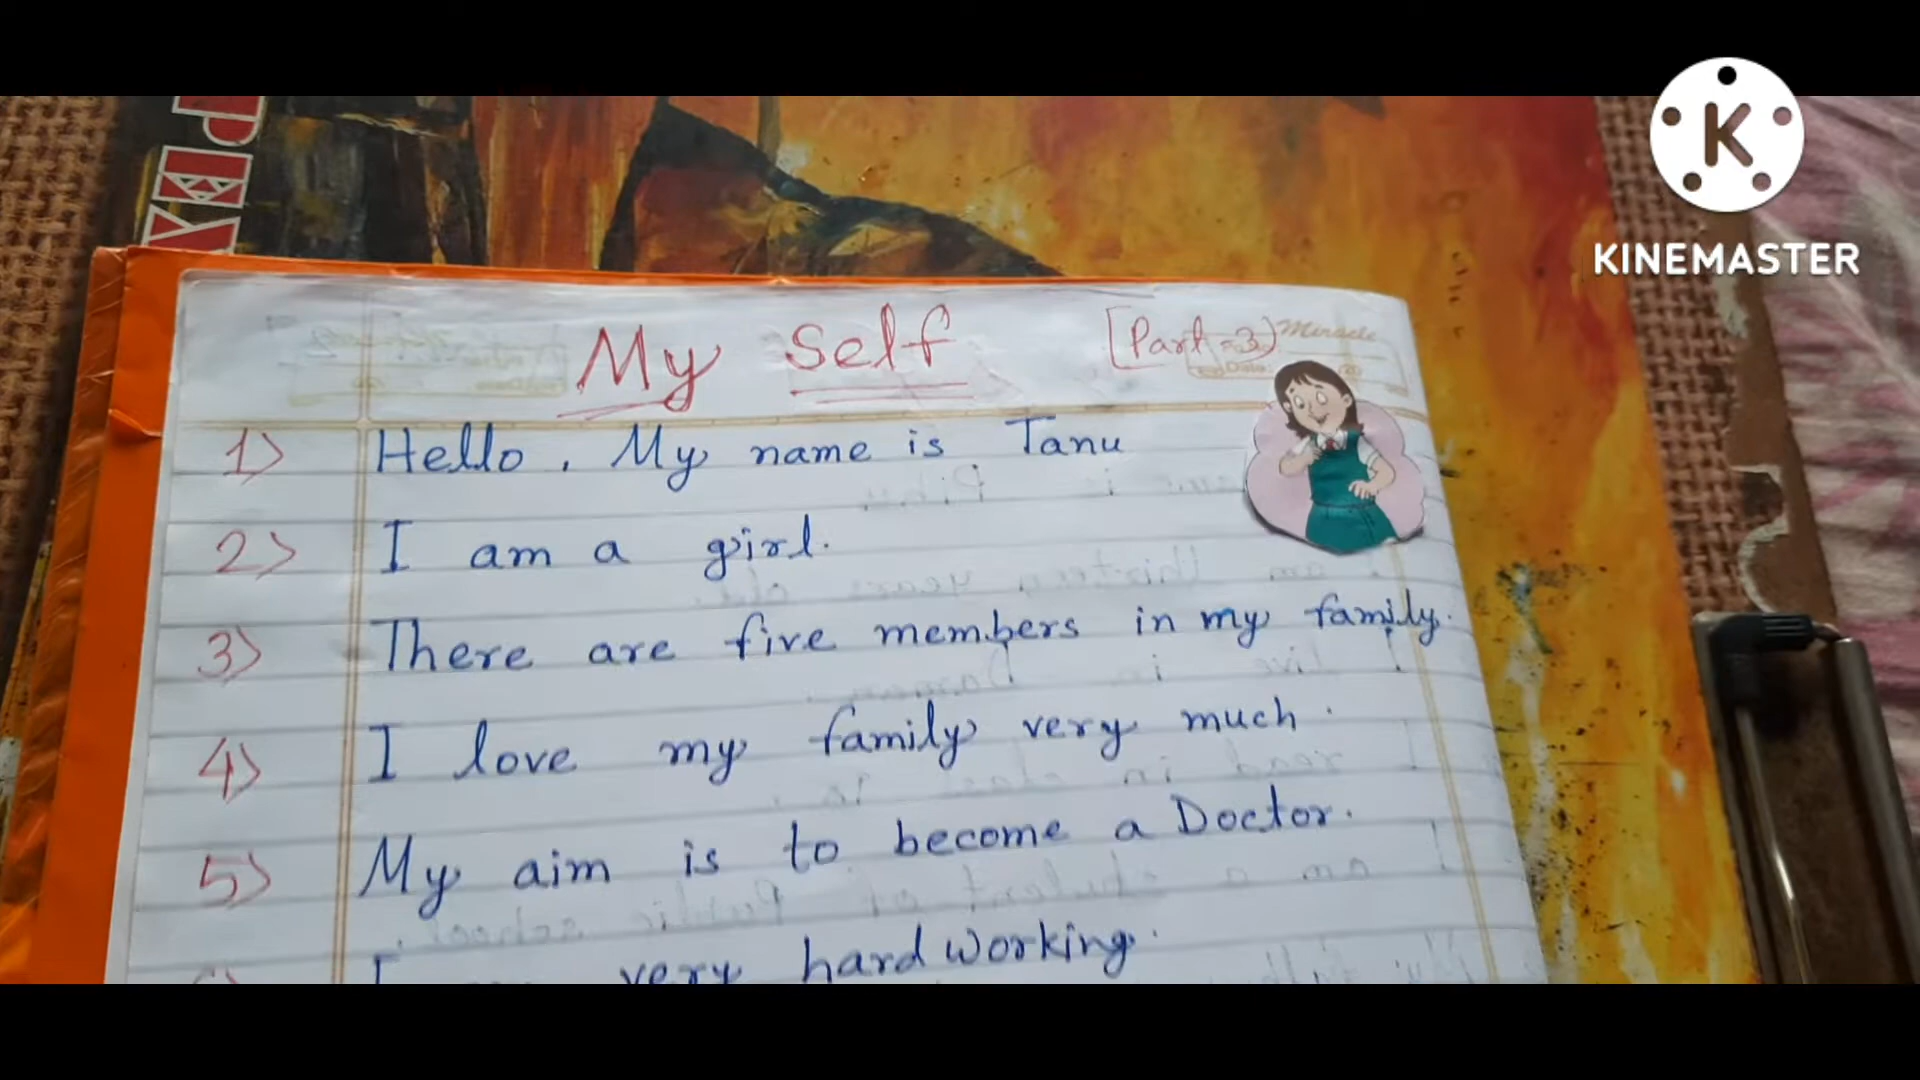 PEA
K
KINEMASTER
My Self
[Part-3)
Miracle
1) Hello, My name is Tanu
2) I am a girl.
3) There are five members in my family.
4) I love my family very much.
5) My aim is to become a Doctor.
I very hard working.